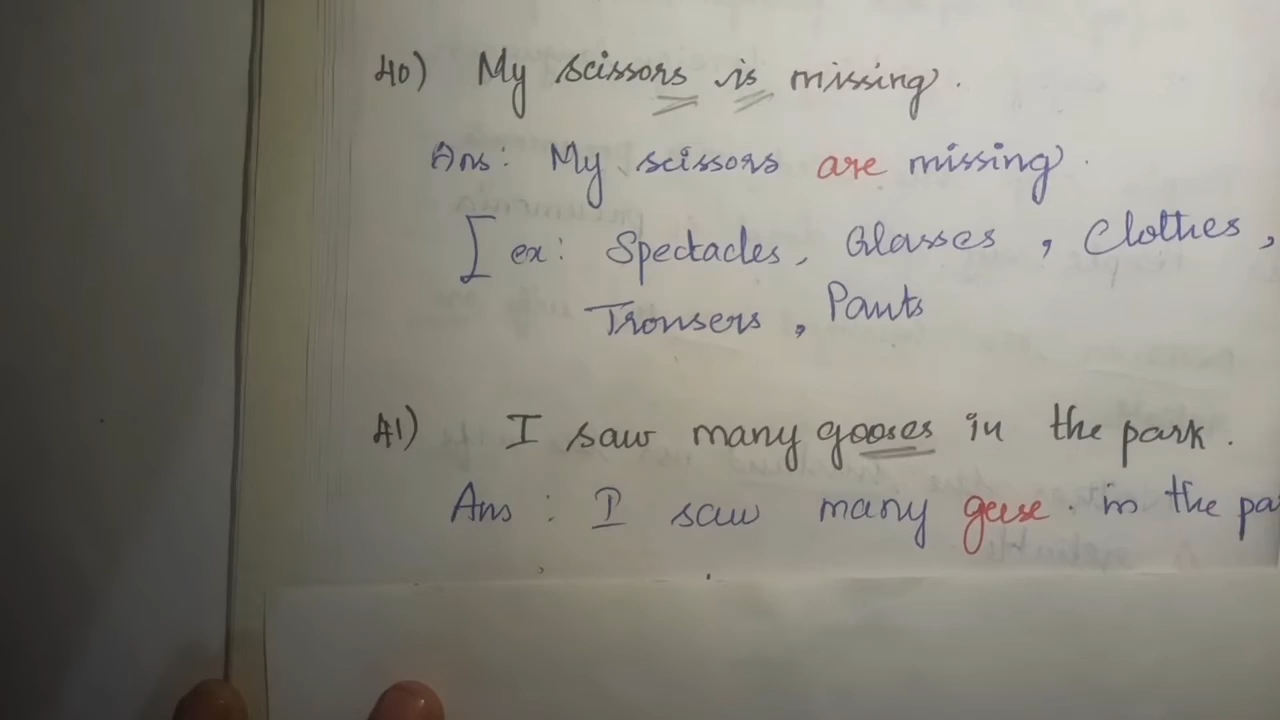 40) My scissors is missing.
Ans: My scissors are missing.
[ ex: Spectacles, Glasses, Clothes,
Trousers, Pants
41) I saw many gooses in the park.
Ans: I saw many geese. in the pa